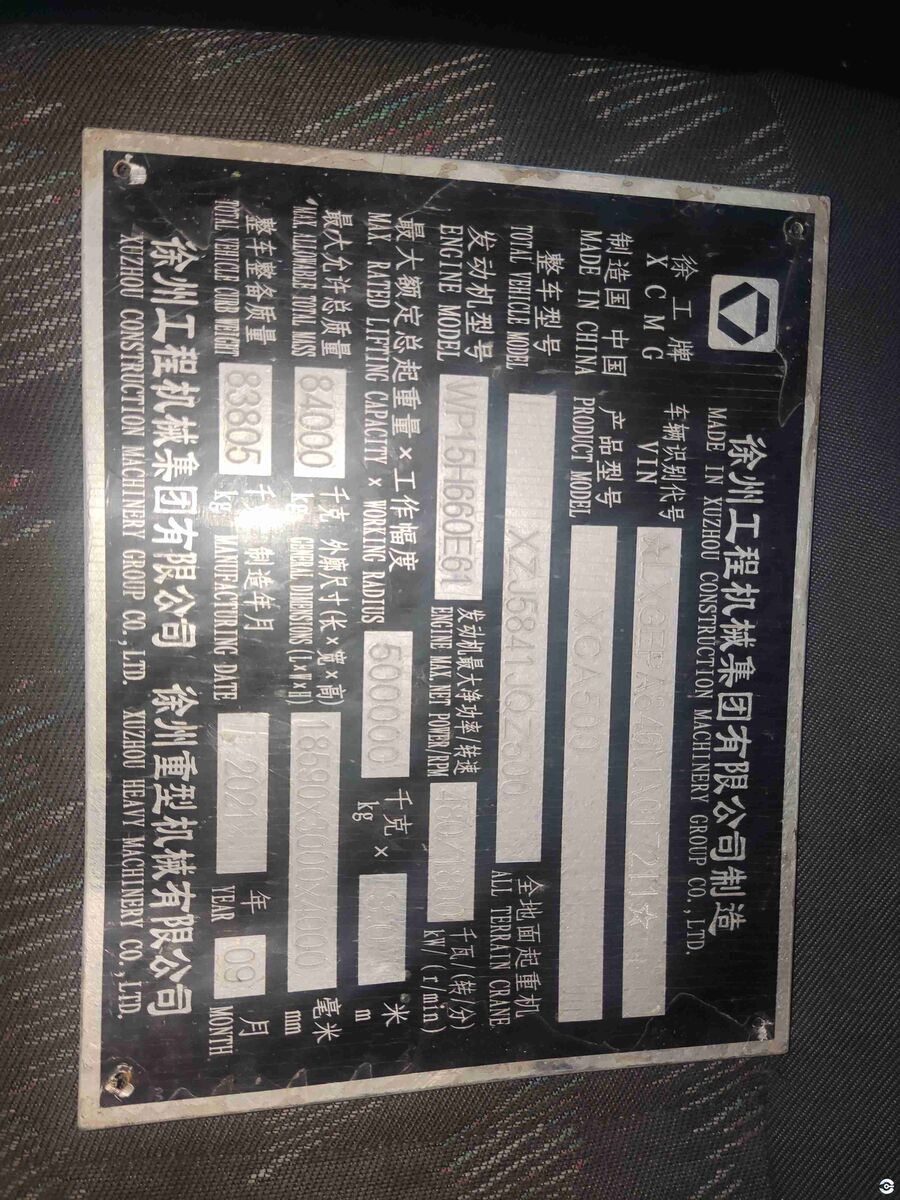 徐州工程机械集团有限公司制造
MADE IN XUZHOU CONSTRUCTION MACHINERY GROUP CO.,LTD.
徐工牌 车辆识别代号
XCMG VIN
制造国 中国 产品型号 XCA500
MADE IN CHINA PRODUCT MODEL
整车型号 XZJ5841JQZ500 全地面起重机
TOTAL VEHICLE MODEL ALL TERRAIN CRANE
发动机型号 WP15H660E61 发动机最大净功率/转速 千瓦/(转/分)
ENGINE MODEL ENGINE MAX.NET POWER/RPM kW/(r/min)
最大额定总起重量×工作幅度 500000 千克× 米
MAX. RATED LIFTING CAPACITY × WORKING RADIUS kg m
最大允许总质量 84000 千克 外廓尺寸(长×宽×高) 毫米
MAX. ALLOWABLE TOTAL MASS kg GENERAL DIMENSIONS(L×W×H) mm
整车整备质量 83805 千克 制造年月 2021 年 09 月
TOTAL VEHICLE CURB WEIGHT kg MANUFACTURING DATE YEAR MONTH
徐州工程机械集团有限公司 徐州重型机械有限公司
XUZHOU CONSTRUCTION MACHINERY GROUP CO.,LTD. XUZHOU HEAVY MACHINERY CO.,LTD.